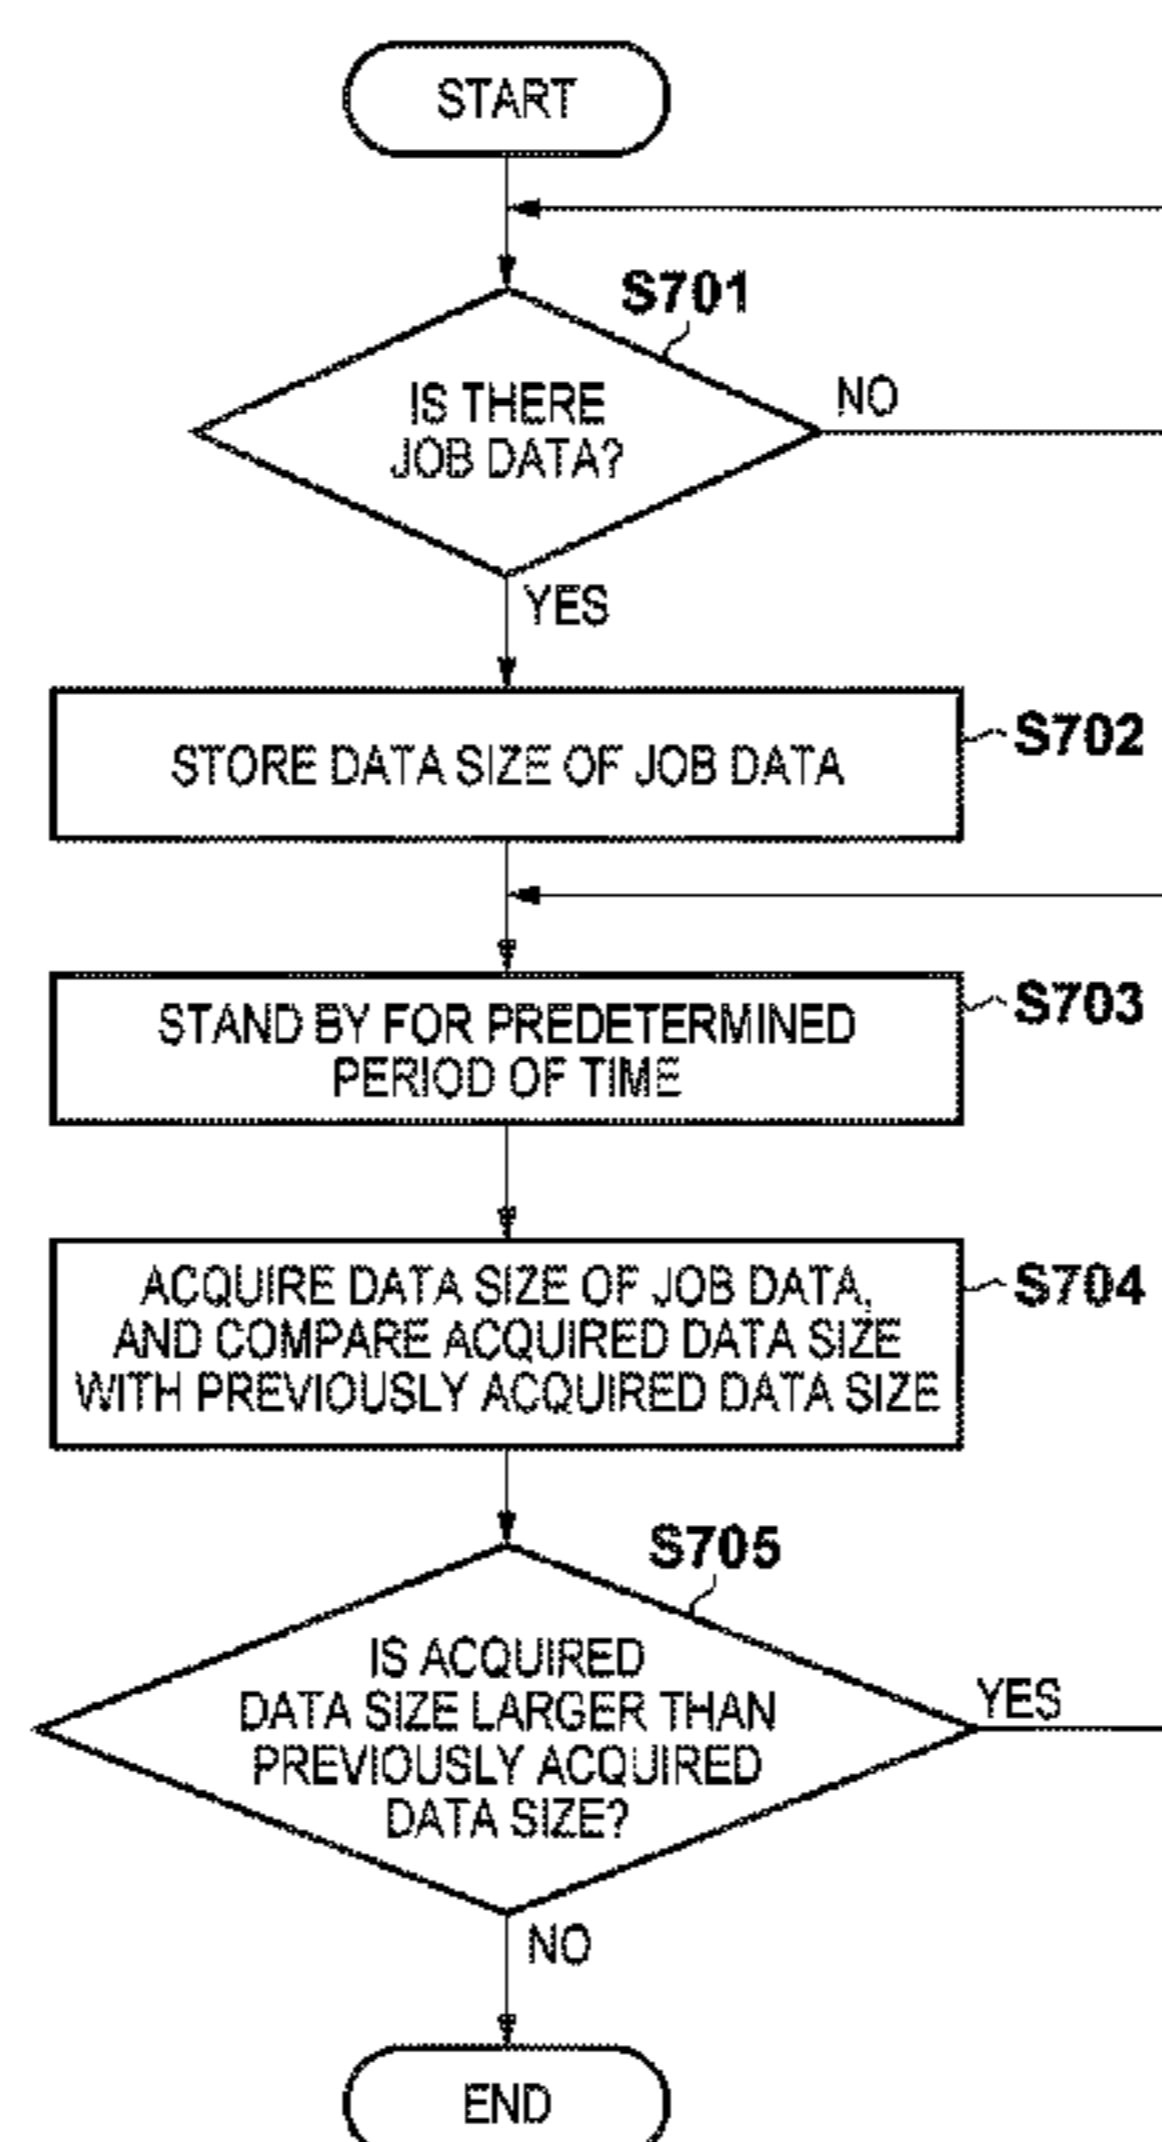 START
S701
IS THERE
JOB DATA?
NO
YES
STORE DATA SIZE OF JOB DATA
S702
STAND BY FOR PREDETERMINED
PERIOD OF TIME
S703
ACQUIRE DATA SIZE OF JOB DATA,
AND COMPARE ACQUIRED DATA SIZE
WITH PREVIOUSLY ACQUIRED DATA SIZE
S704
S705
IS ACQUIRED
DATA SIZE LARGER THAN
PREVIOUSLY ACQUIRED
DATA SIZE?
YES
NO
END